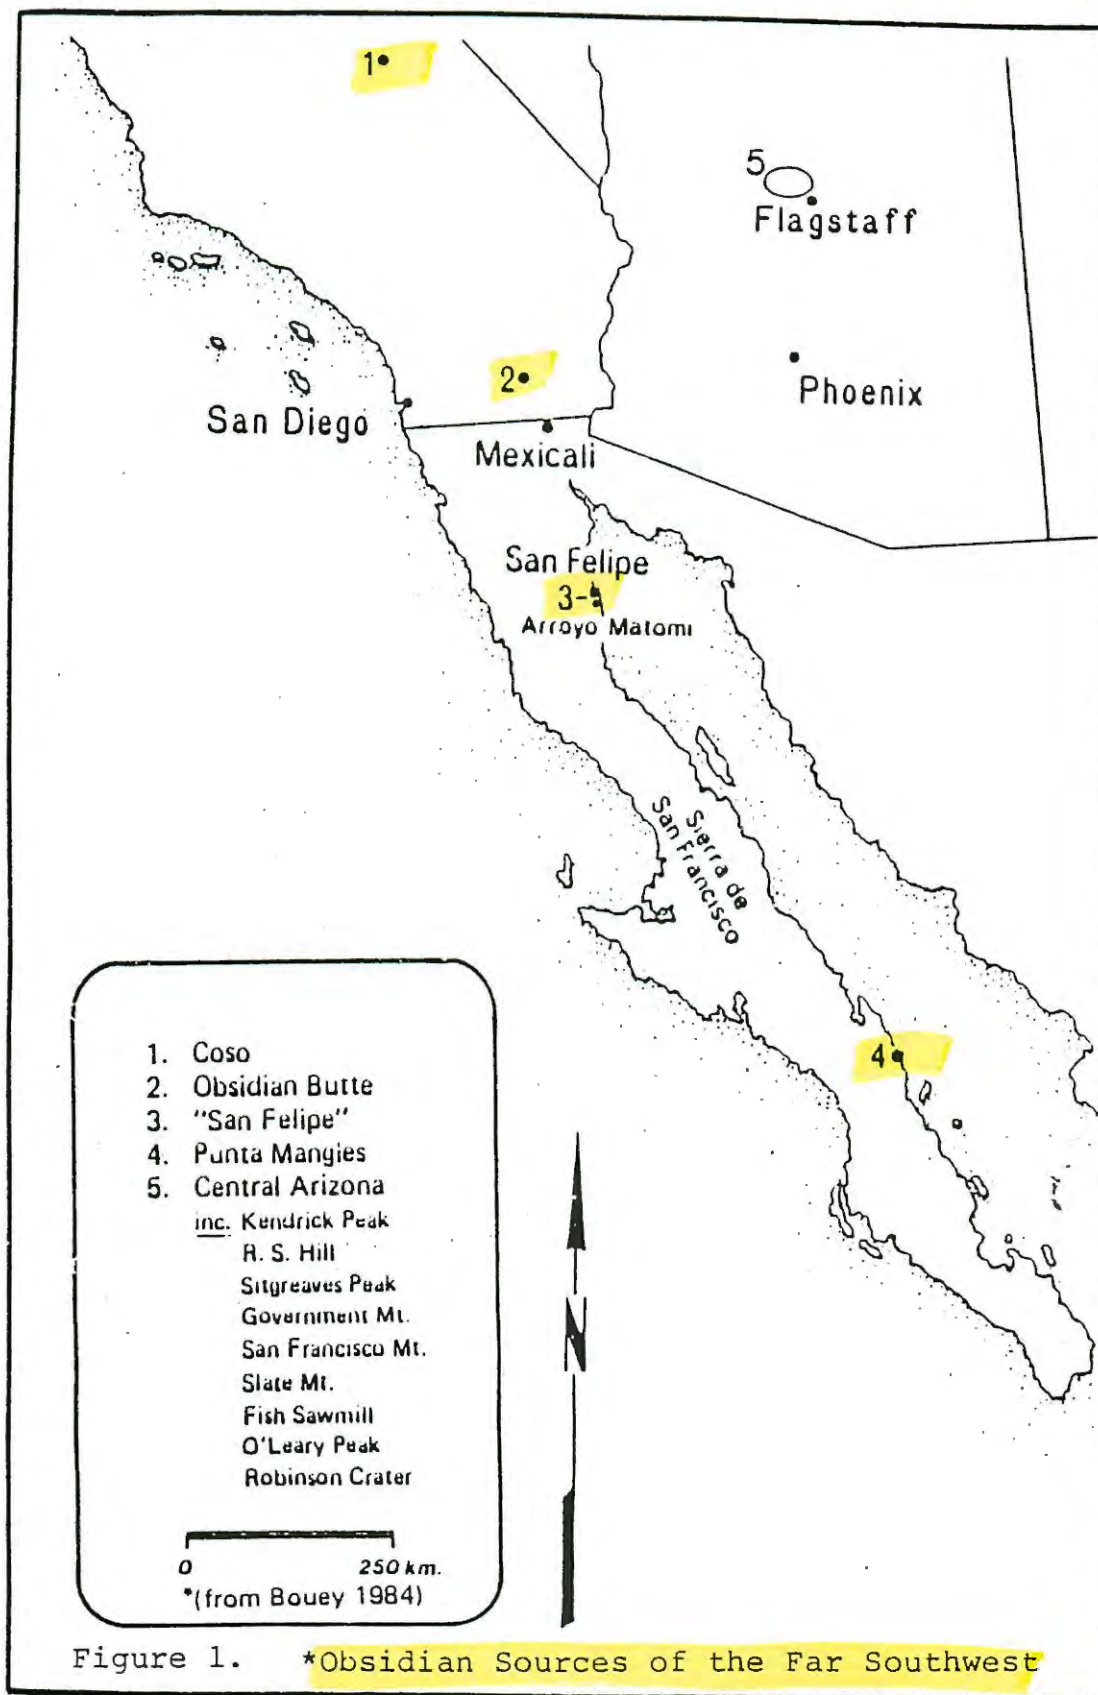 1
5
Flagstaff
2
Phoenix
San Diego
Mexicali
San Felipe
3-
Arroyo Matomi
Sierra de
San Francisco
4
1. Coso
2. Obsidian Butte
3. "San Felipe"
4. Punta Mangles
5. Central Arizona
inc. Kendrick Peak
R. S. Hill
Sitgreaves Peak
Government Mt.
San Francisco Mt.
Slate Mt.
Fish Sawmill
O'Leary Peak
Robinson Crater
N
0 250 km.
*(from Bouey 1984)
Figure 1. *Obsidian Sources of the Far Southwest